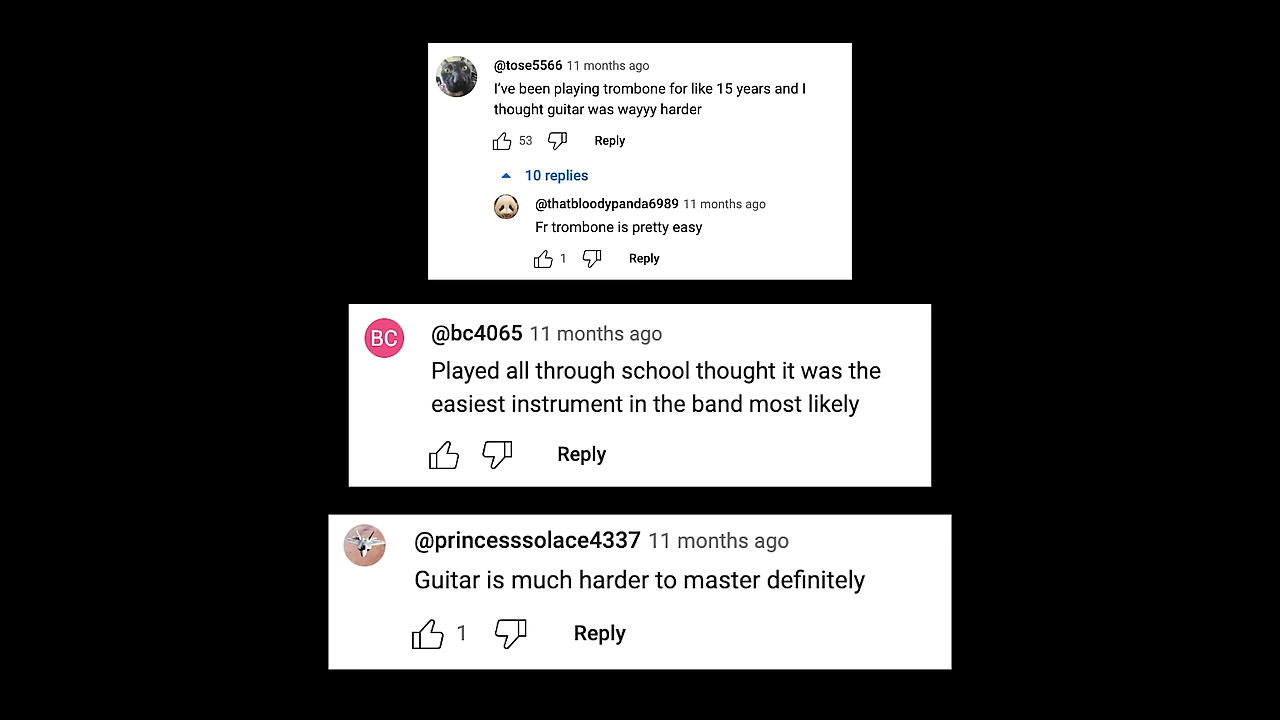 @tose5566 11 months ago
I've been playing trombone for like 15 years and I
thought guitar was wayyy harder
53 Reply
10 replies
@thatbloodypanda6989 11 months ago
Fr trombone is pretty easy
1 Reply
BC @bc4065 11 months ago
Played all through school thought it was the
easiest instrument in the band most likely
Reply
@princesssolace4337 11 months ago
Guitar is much harder to master definitely
1 Reply